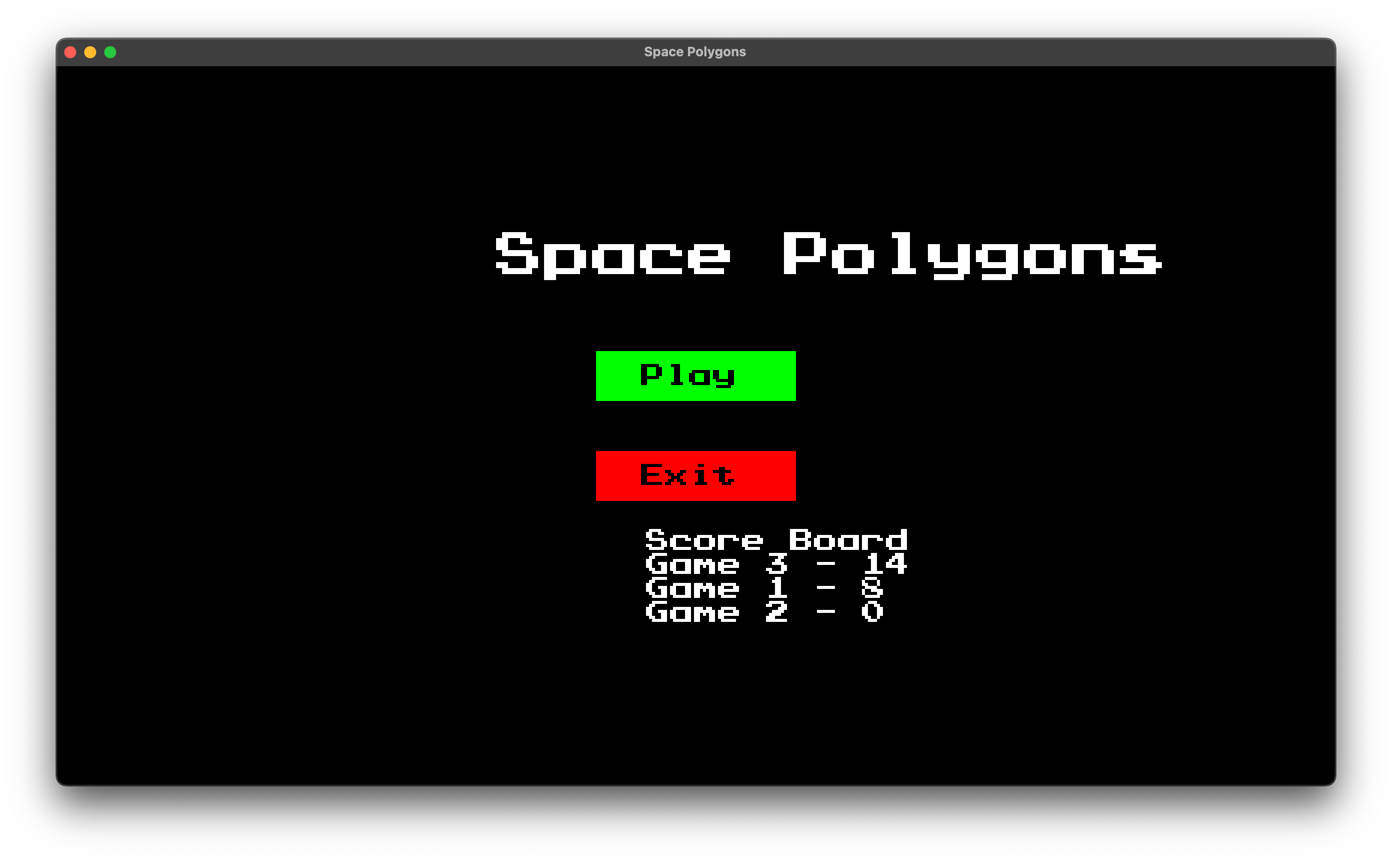 Space Polygons
Space Polygons
Play
Exit
Score Board
Game 3 - 14
Game 1 - 8
Game 2 - 0